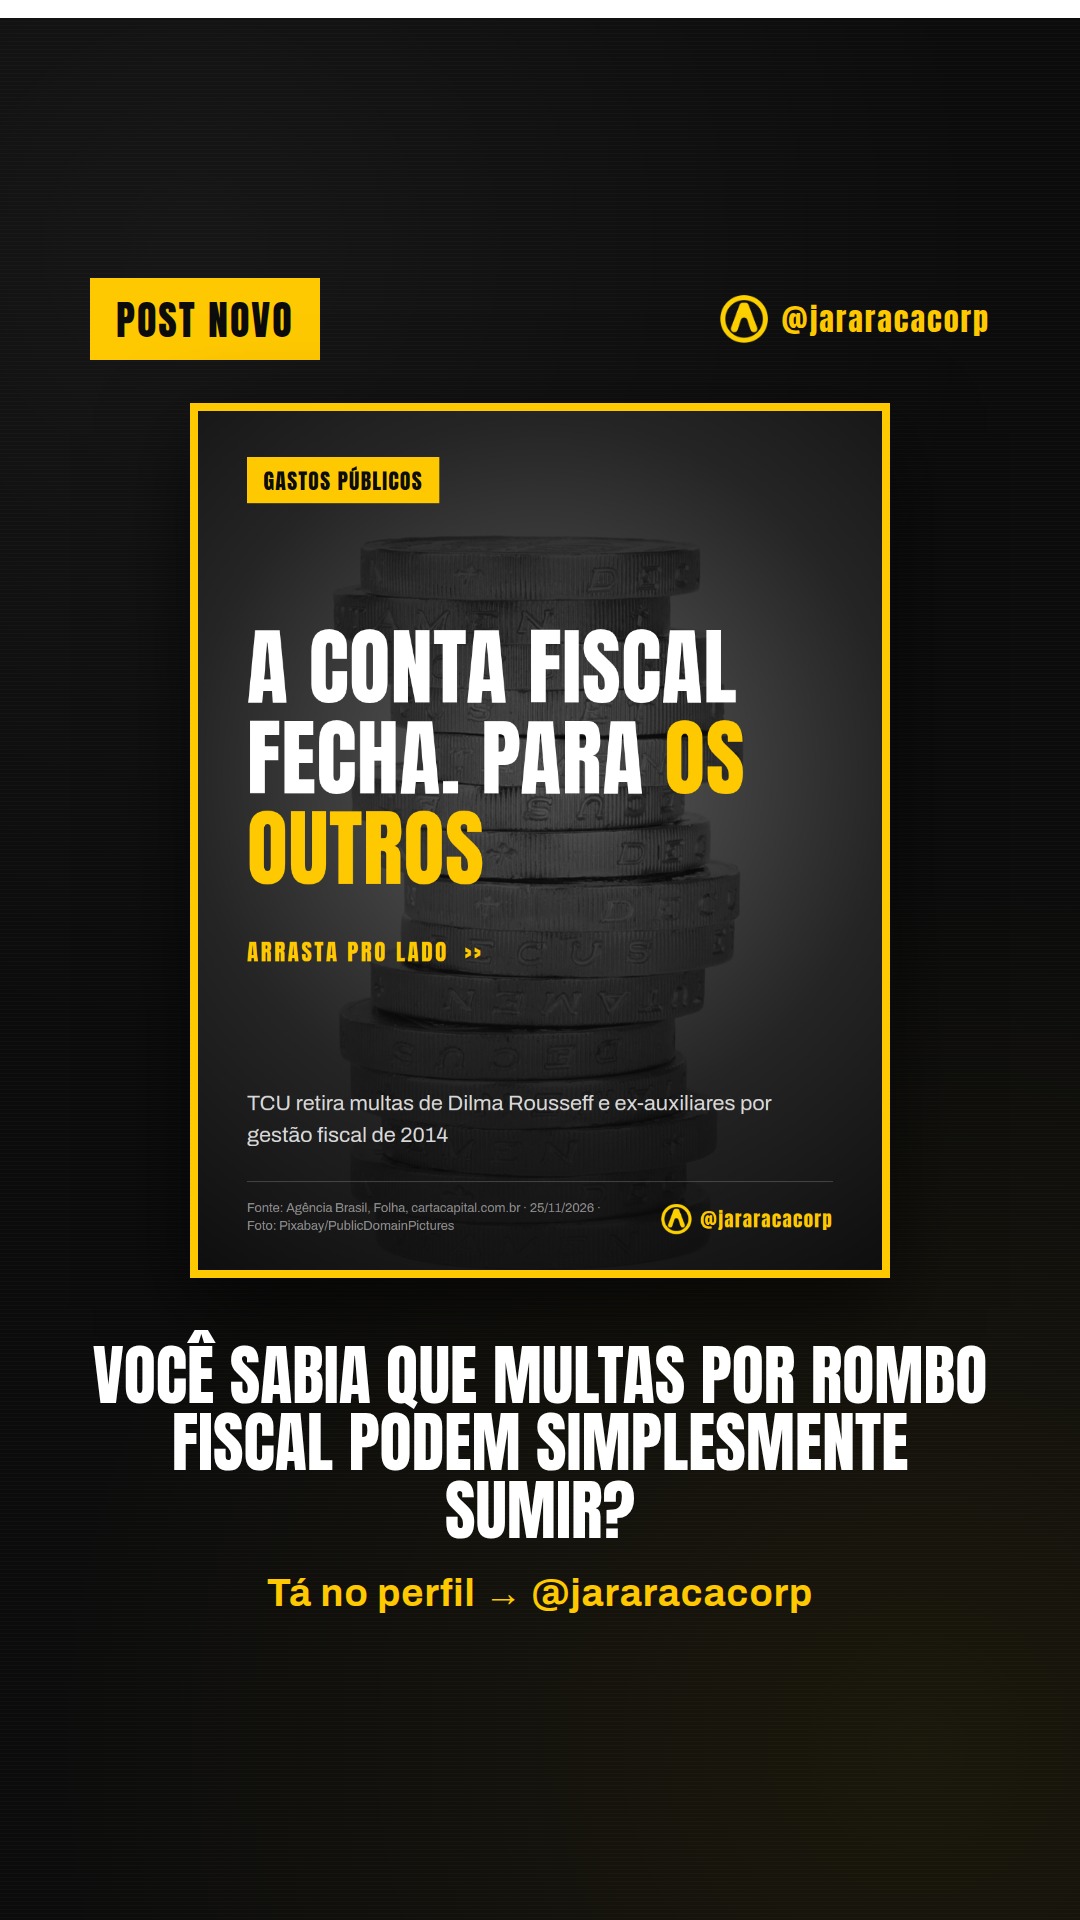 POST NOVO
@jararacacorp
GASTOS PÚBLICOS
A CONTA FISCAL
FECHA. PARA OS
OUTROS
ARRASTA PRO LADO >>
TCU retira multas de Dilma Rousseff e ex-auxiliares por
gestão fiscal de 2014
Fonte: Agência Brasil, Folha, cartacapital.com.br · 25/11/2026 ·
Foto: Pixabay/PublicDomainPictures
@jararacacorp
VOCÊ SABIA QUE MULTAS POR ROMBO
FISCAL PODEM SIMPLESMENTE
SUMIR?
Tá no perfil → @jararacacorp